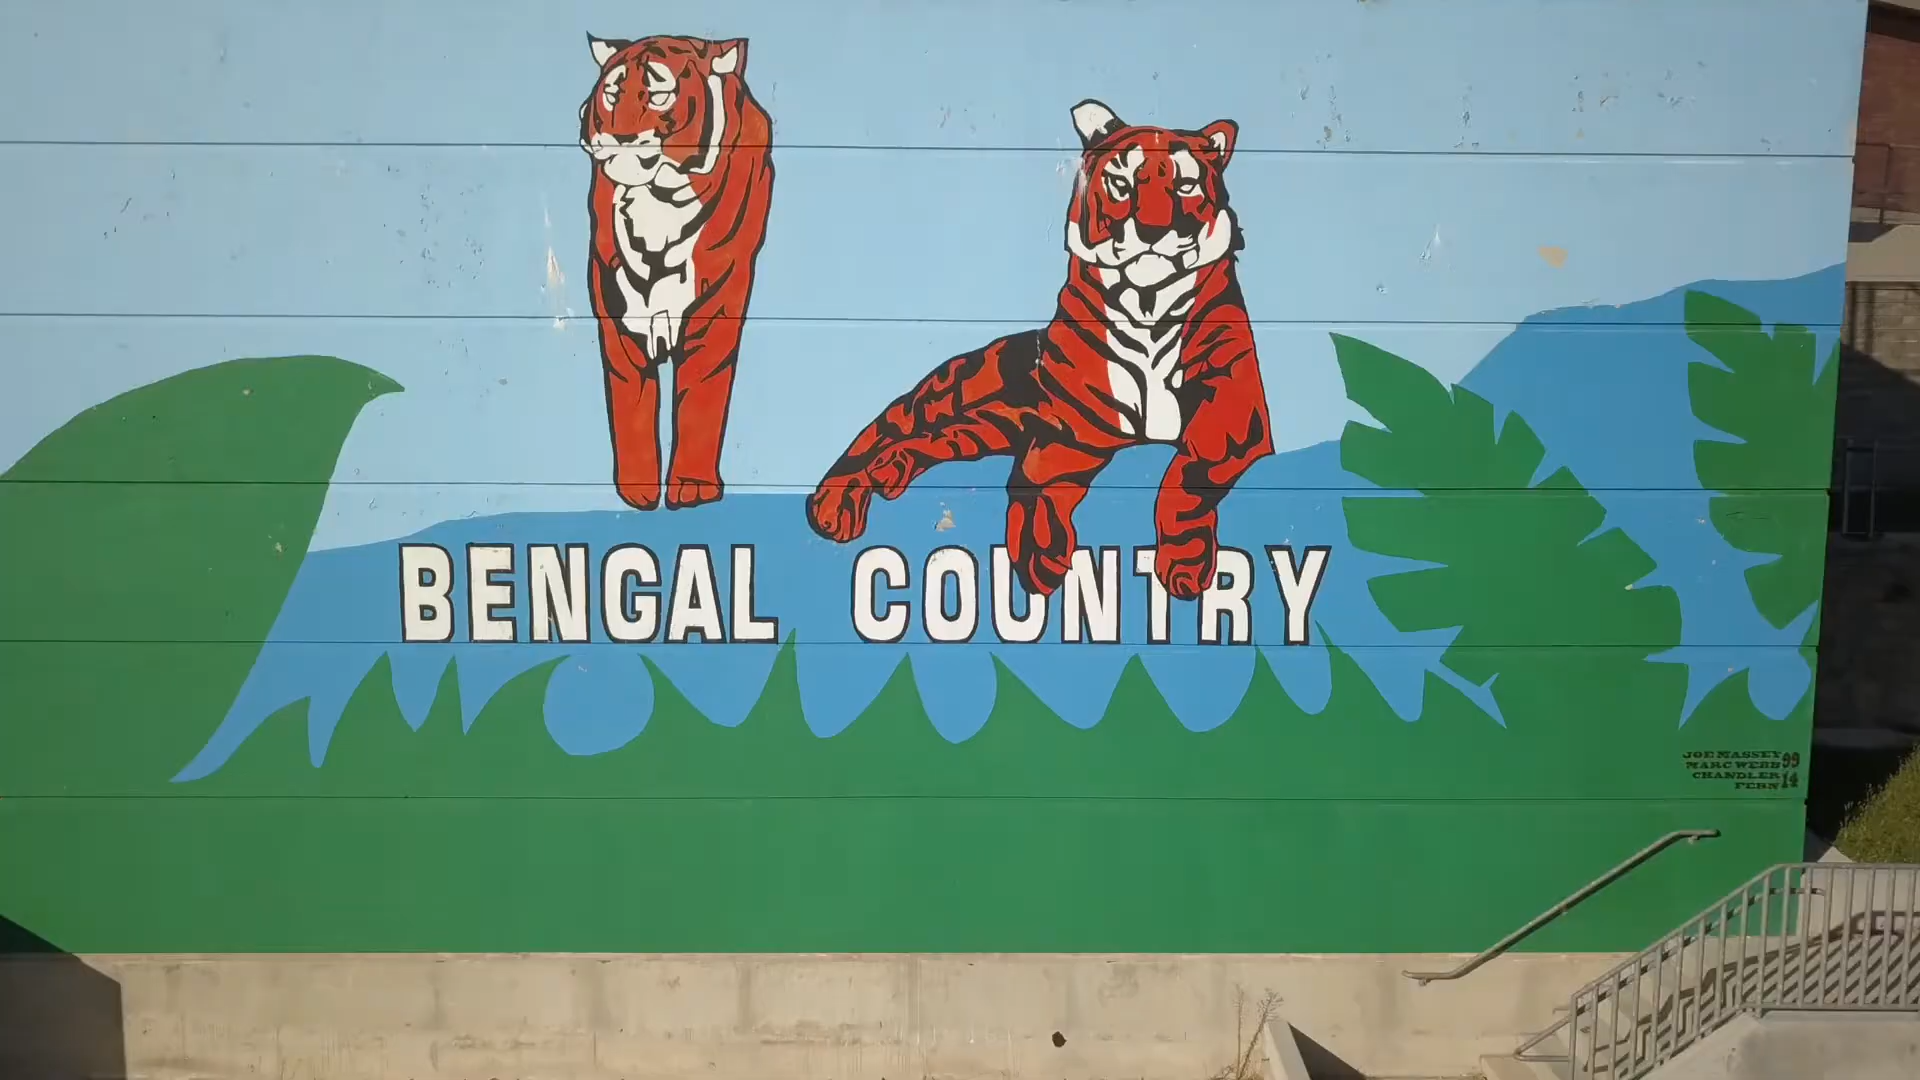 BENGAL COUNTRY
JOE MASSEY 99
MARC WEBB
CHANDLER 14
FERN